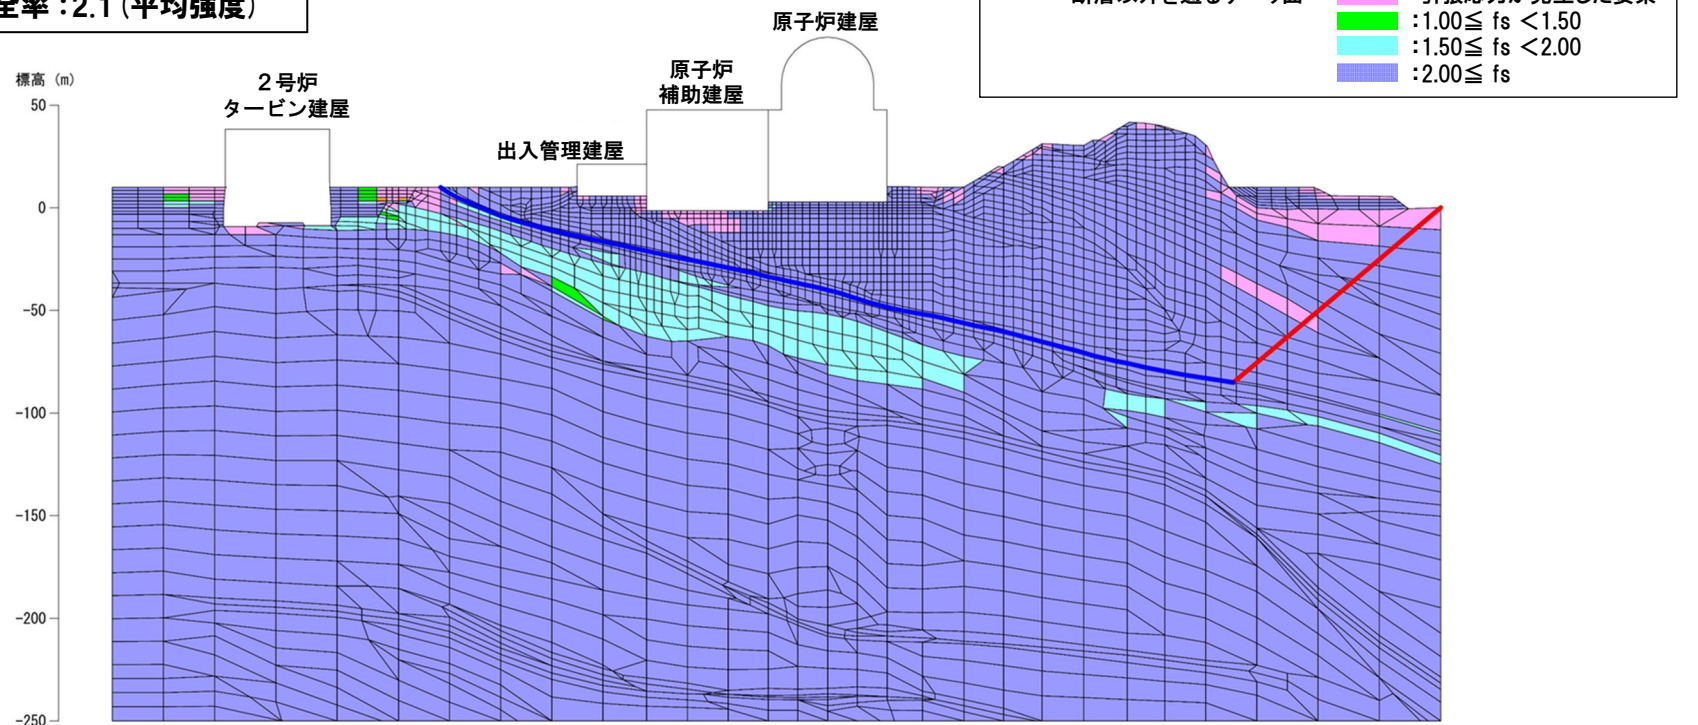 全率：2.1（平均強度）
:1.00≦ fs ＜1.50
:1.50≦ fs ＜2.00
:2.00≦ fs
原子炉建屋
原子炉
補助建屋
２号炉
タービン建屋
出入管理建屋
標高（m）
50
0
-50
-100
-150
-200
-250